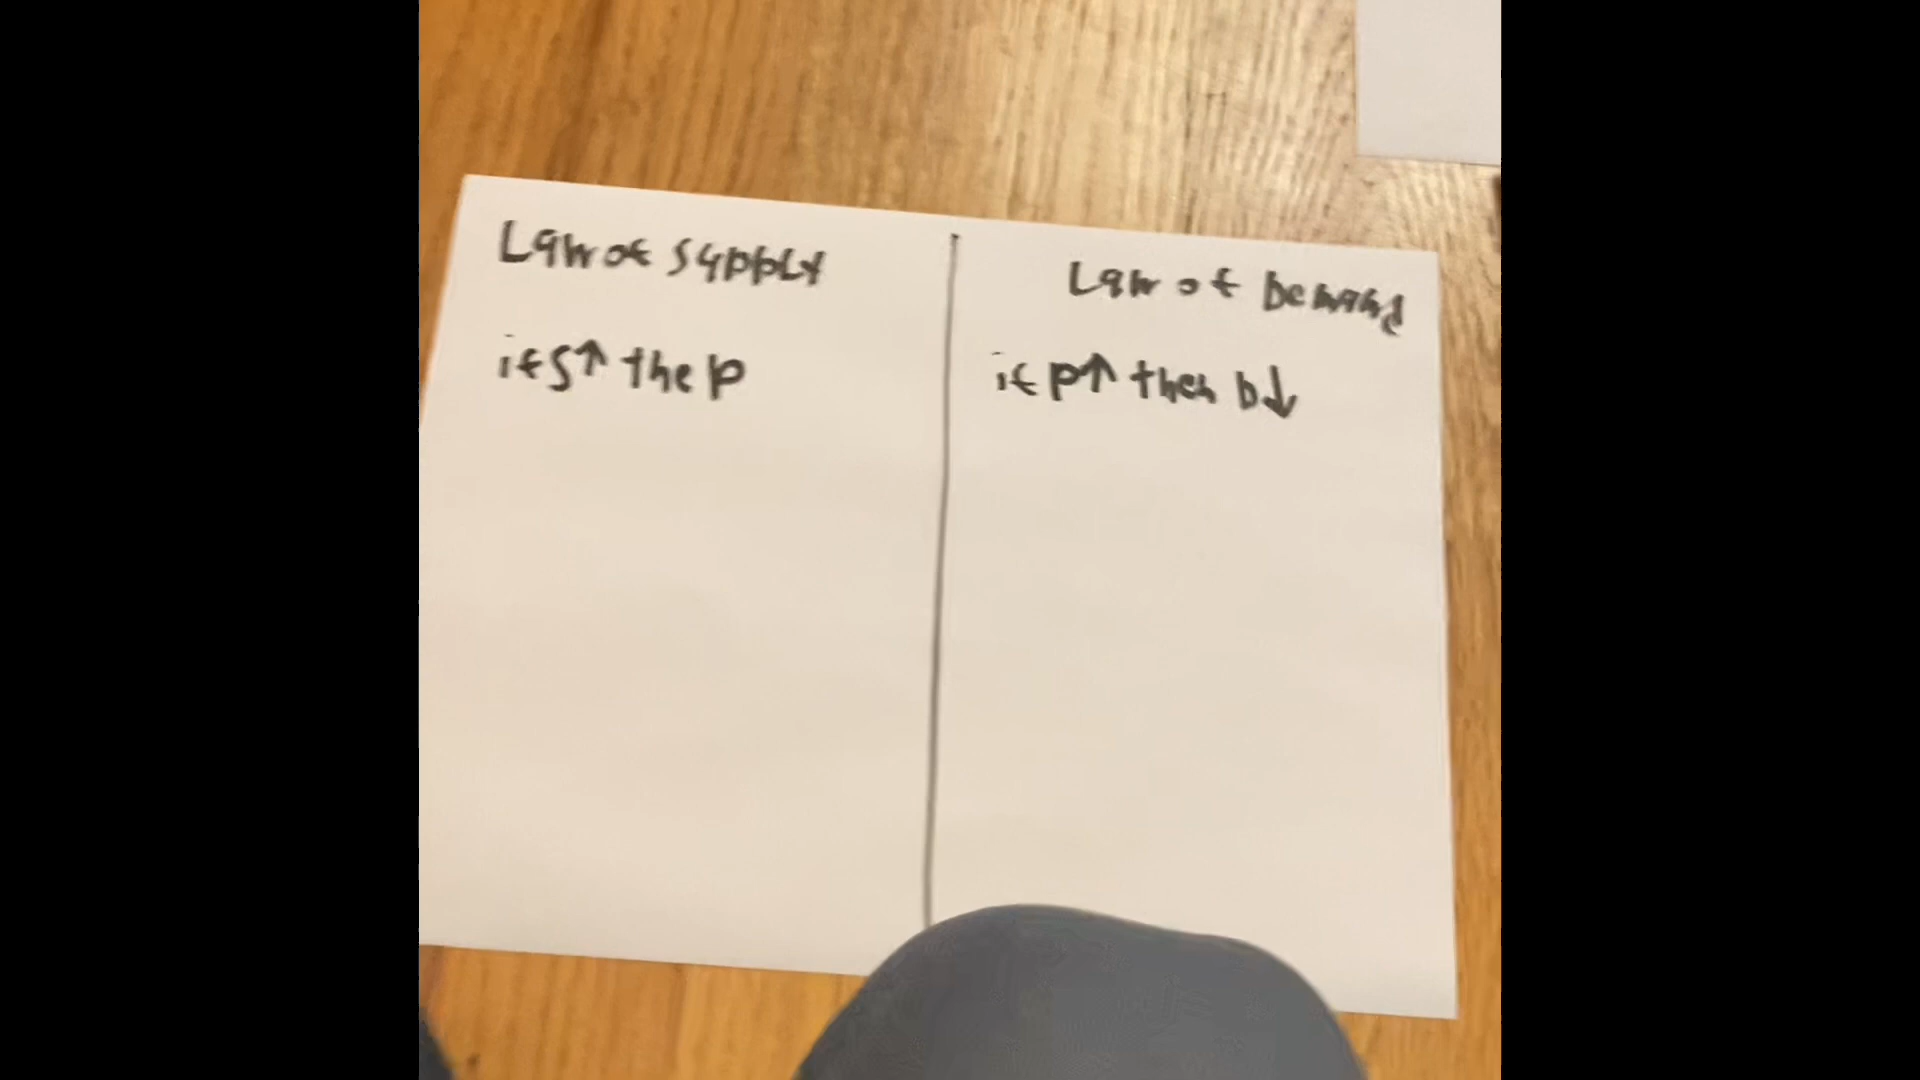 Law of Supply
if S↑ the P
Law of Demand
if P↑ then D↓